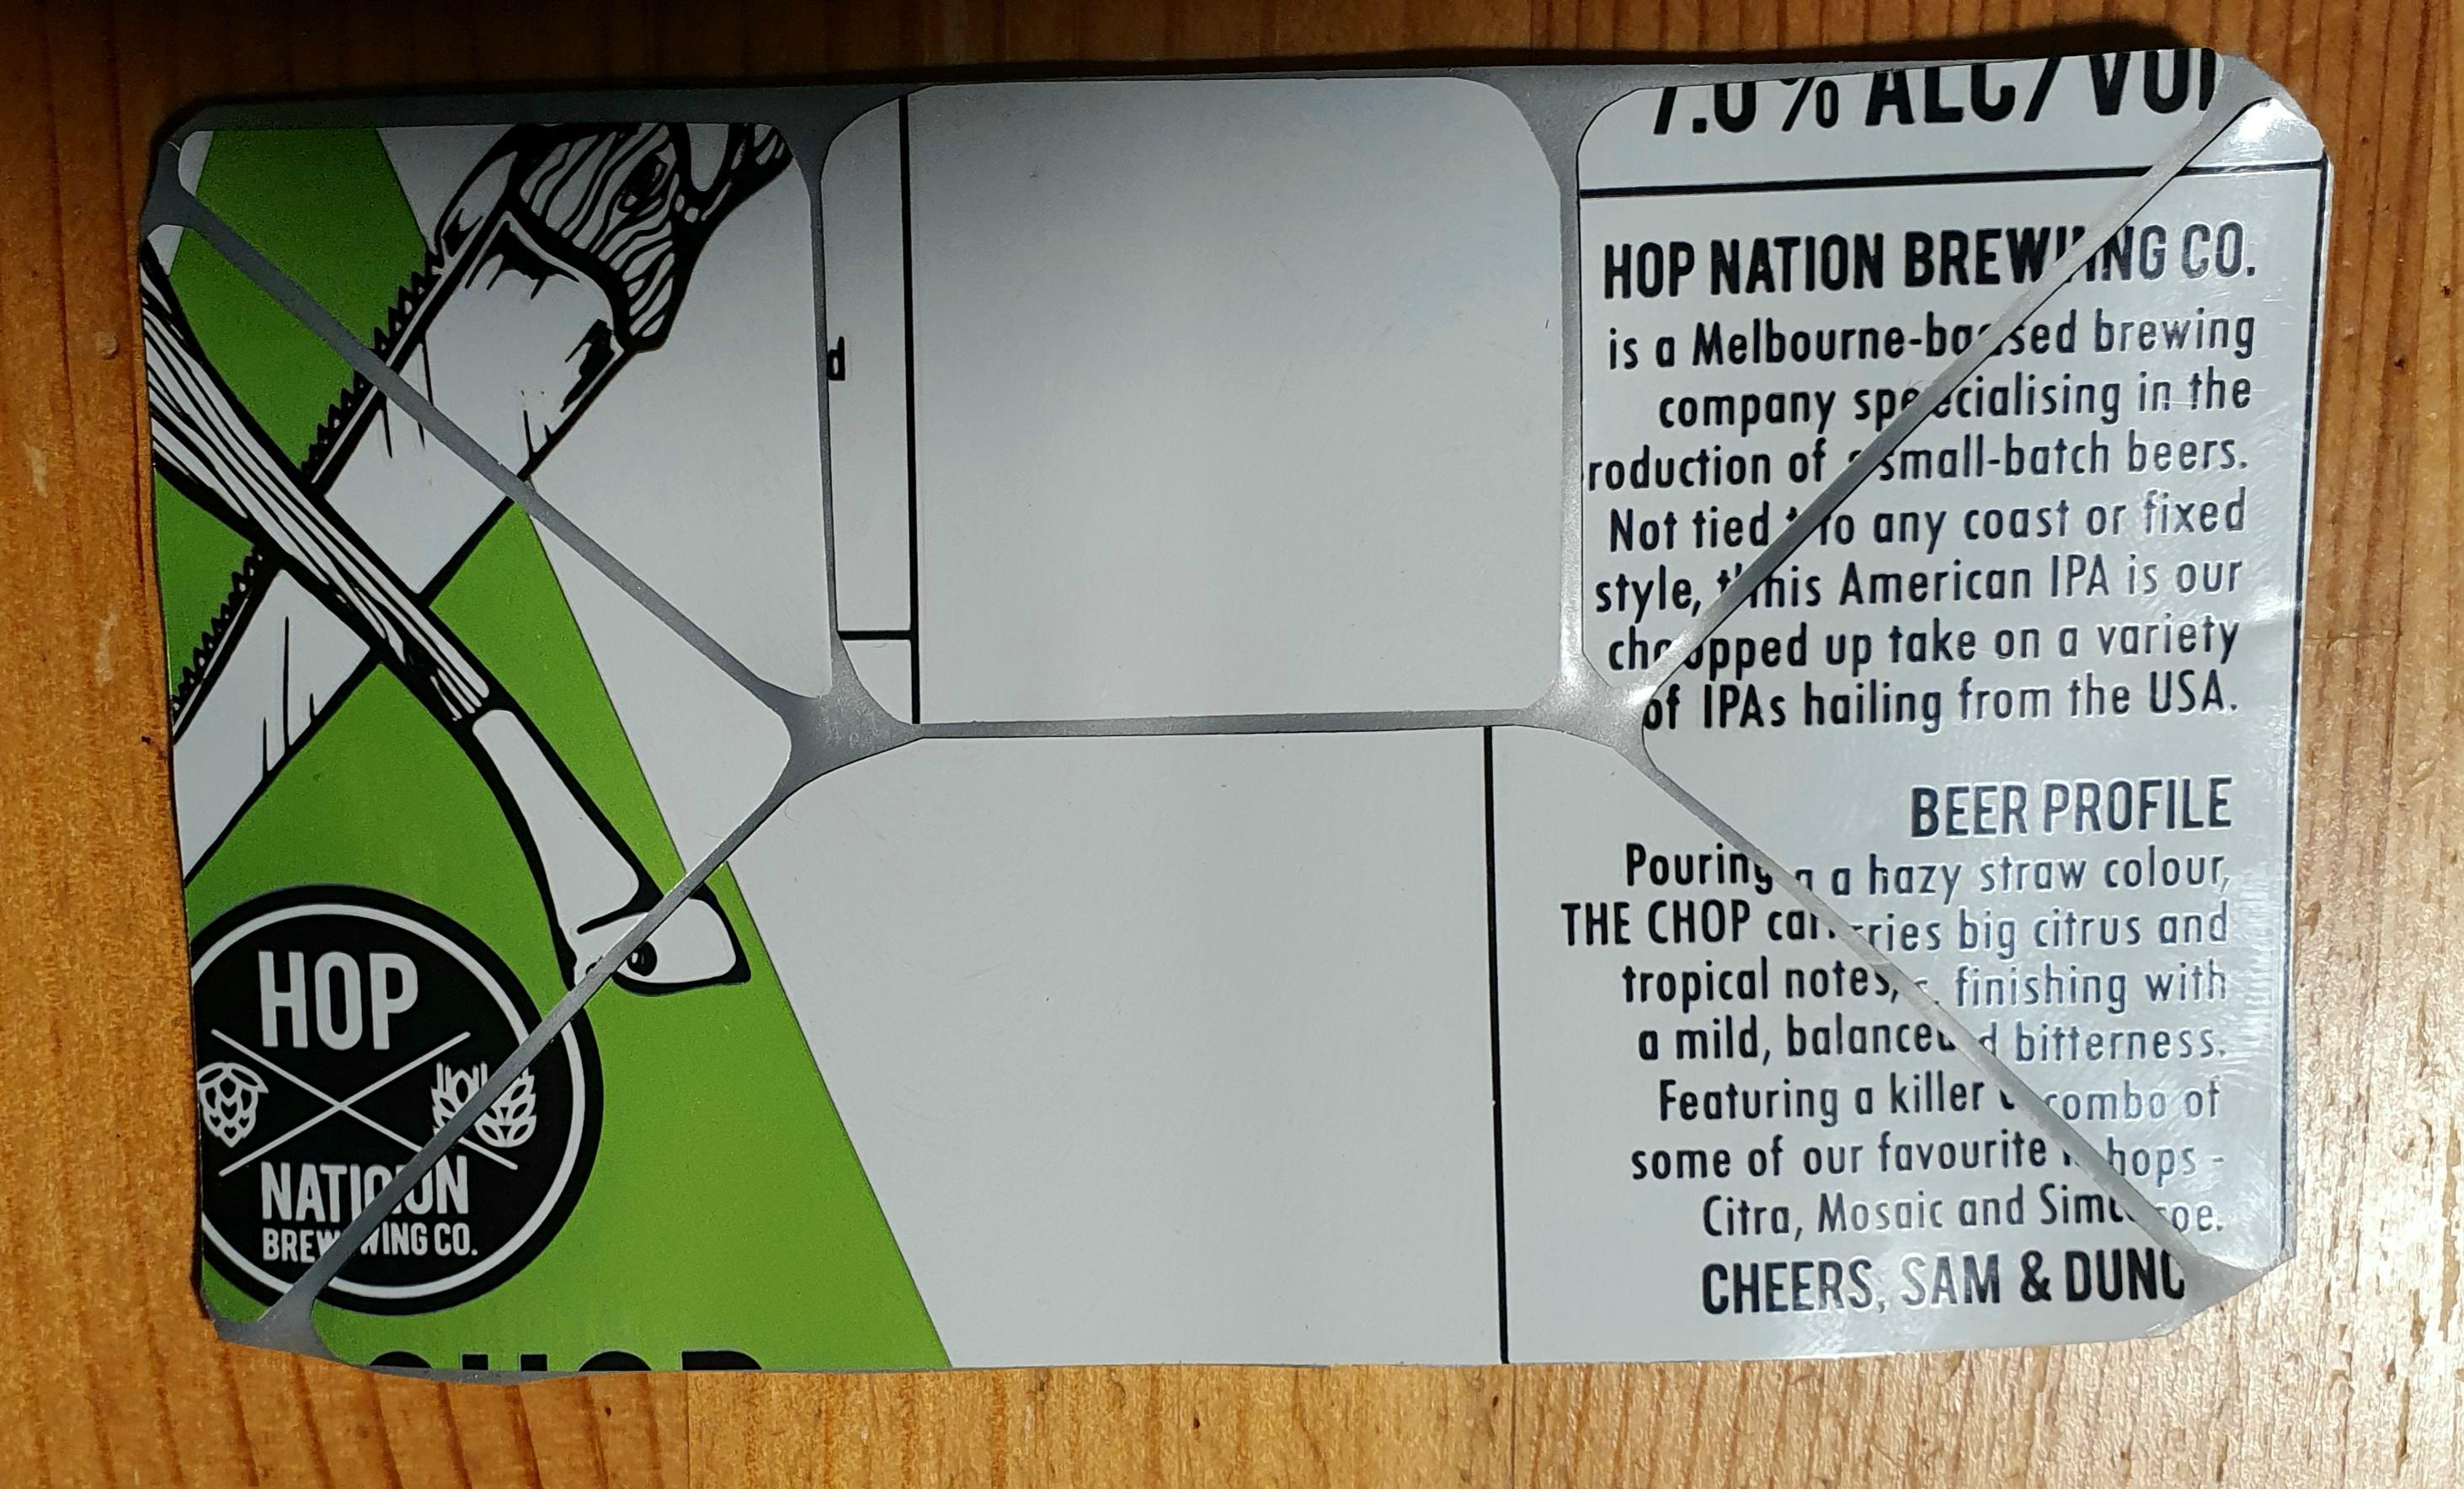 7.0% ALC/VOL
d
HOP NATION BREWING CO.
is a Melbourne-based brewing
company specialising in the
roduction of small-batch beers.
Not tied to any coast or fixed
style, this American IPA is our
chopped up take on a variety
of IPAs hailing from the USA.
BEER PROFILE
Pouring a hazy straw colour,
THE CHOP carries big citrus and
tropical notes, finishing with
a mild, balanced bitterness.
Featuring a killer combo of
some of our favourite hops -
Citra, Mosaic and Simcoe.
CHEERS, SAM & DUNC
HOP
NATION
BREWING CO.
CHOP